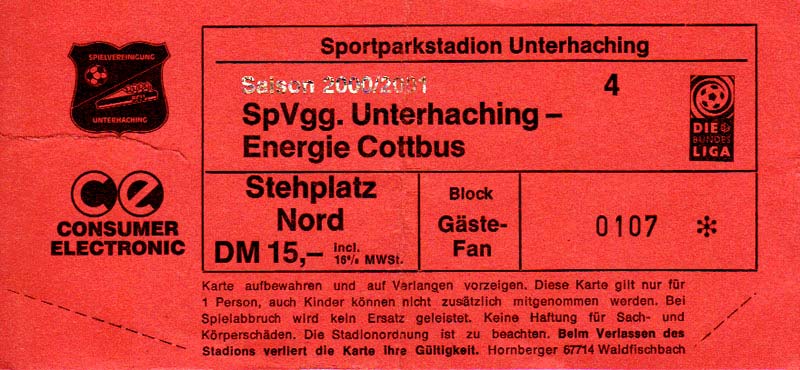 SPIELVEREINIGUNG
UNTERHACHING
Sportparkstadion Unterhaching
Saison 2000/2001
4
SpVgg. Unterhaching –
Energie Cottbus
DIE
BUNDES
LIGA
ce
CONSUMER
ELECTRONIC
Stehplatz
Nord
DM 15,– incl.
16% MWSt.
Block
Gäste-
Fan
0107 *
Karte aufbewahren und auf Verlangen vorzeigen. Diese Karte gilt nur für
1 Person, auch Kinder können nicht zusätzlich mitgenommen werden. Bei
Spielabbruch wird kein Ersatz geleistet. Keine Haftung für Sach- und
Körperschäden. Die Stadionordnung ist zu beachten. Beim Verlassen des
Stadions verliert die Karte ihre Gültigkeit. Hornberger 67714 Waldfischbach